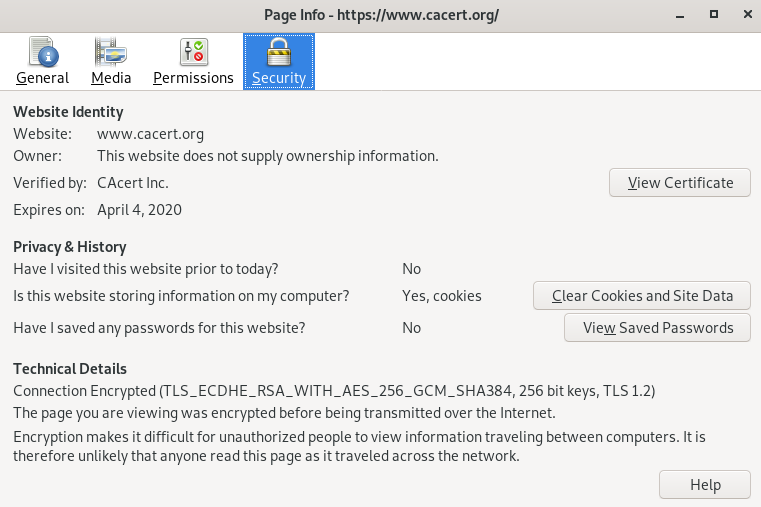 Page Info - https://www.cacert.org/
General Media Permissions Security
Website Identity
Website: www.cacert.org
Owner: This website does not supply ownership information.
Verified by: CAcert Inc. View Certificate
Expires on: April 4, 2020
Privacy & History
Have I visited this website prior to today? No
Is this website storing information on my computer? Yes, cookies Clear Cookies and Site Data
Have I saved any passwords for this website? No View Saved Passwords
Technical Details
Connection Encrypted (TLS_ECDHE_RSA_WITH_AES_256_GCM_SHA384, 256 bit keys, TLS 1.2)
The page you are viewing was encrypted before being transmitted over the Internet.
Encryption makes it difficult for unauthorized people to view information traveling between computers. It is
therefore unlikely that anyone read this page as it traveled across the network.
Help